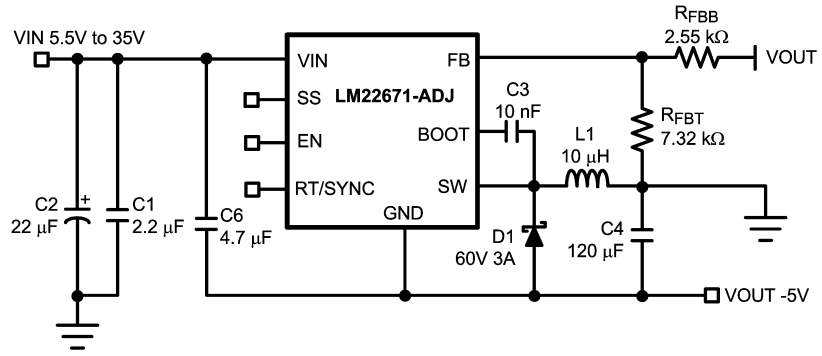 VIN 5.5V to 35V
RFBB
2.55 kΩ
VOUT
VIN
FB
LM22671-ADJ
SS
C3
10 nF
RFBT
7.32 kΩ
EN
BOOT
L1
10 μH
RT/SYNC
SW
GND
C2
22 μF
+
C1
2.2 μF
C6
4.7 μF
D1
60V 3A
C4
120 μF
VOUT -5V